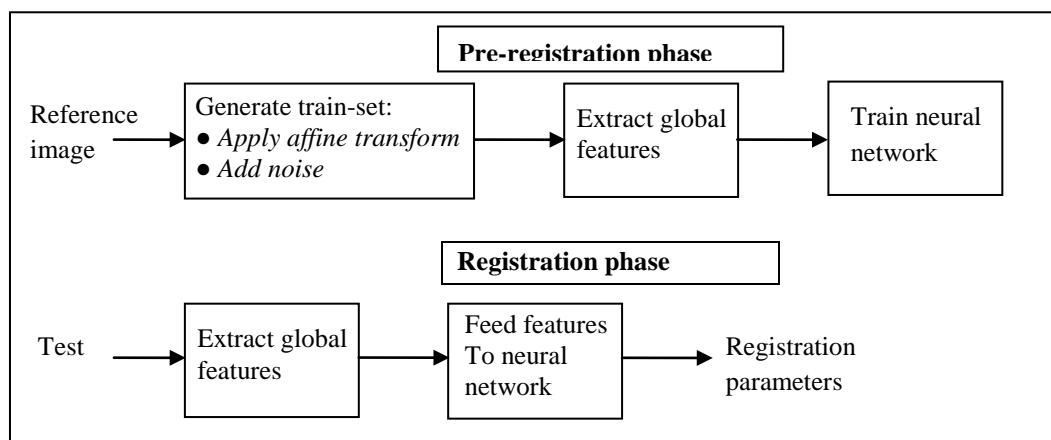 Pre-registration phase
Reference
image
Generate train-set:
● Apply affine transform
● Add noise
Extract global
features
Train neural
network
Registration phase
Test
Extract global
features
Feed features
To neural
network
Registration
parameters